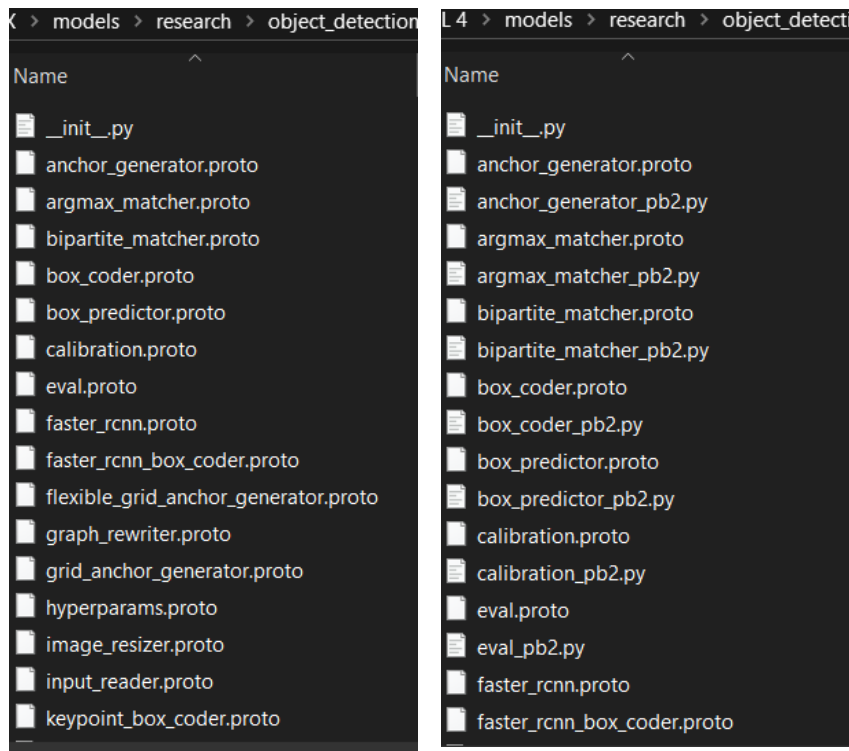 X > models > research > object_detection
Name
__init__.py
anchor_generator.proto
argmax_matcher.proto
bipartite_matcher.proto
box_coder.proto
box_predictor.proto
calibration.proto
eval.proto
faster_rcnn.proto
faster_rcnn_box_coder.proto
flexible_grid_anchor_generator.proto
graph_rewriter.proto
grid_anchor_generator.proto
hyperparams.proto
image_resizer.proto
input_reader.proto
keypoint_box_coder.proto
L 4 > models > research > object_detecti
Name
__init__.py
anchor_generator.proto
anchor_generator_pb2.py
argmax_matcher.proto
argmax_matcher_pb2.py
bipartite_matcher.proto
bipartite_matcher_pb2.py
box_coder.proto
box_coder_pb2.py
box_predictor.proto
box_predictor_pb2.py
calibration.proto
calibration_pb2.py
eval.proto
eval_pb2.py
faster_rcnn.proto
faster_rcnn_box_coder.proto